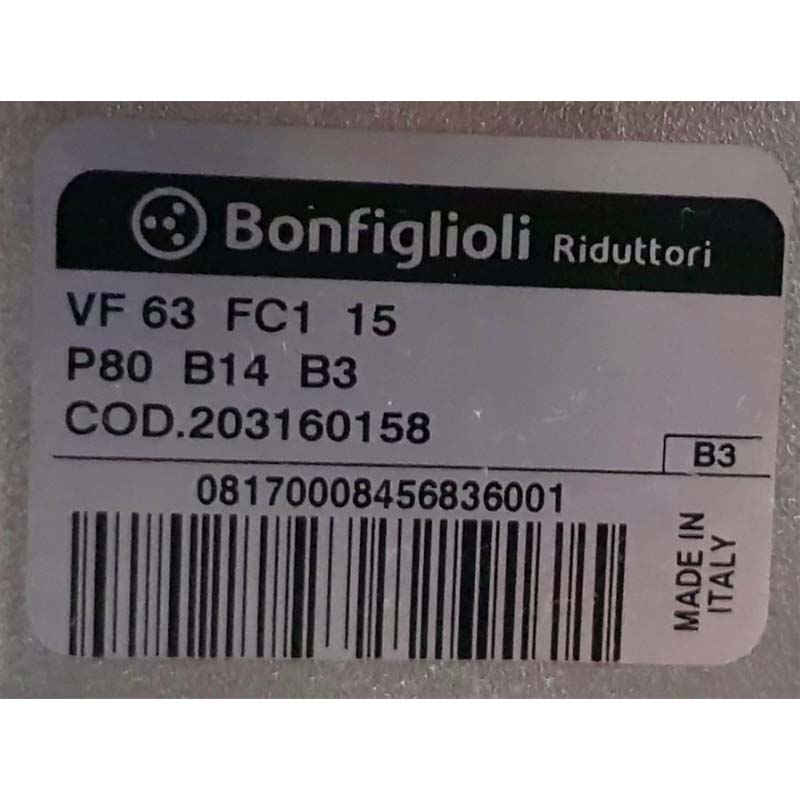 Bonfiglioli Riduttori
VF 63 FC1 15
P80 B14 B3
COD.203160158
B3
08170008456836001
MADE IN
ITALY